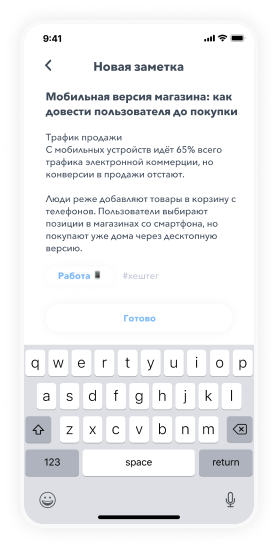 9:41
Новая заметка
Мобильная версия магазина: как
довести пользователя до покупки
Трафик продажи
С мобильных устройств идёт 65% всего
трафика электронной коммерции, но
конверсии в продажи отстают.
Люди реже добавляют товары в корзину с
телефонов. Пользователи выбирают
позиции в магазинах со смартфона, но
покупают уже дома через десктопную
версию.
Работа #хештег
Готово
q w e r t y u i o p
a s d f g h j k l
z x c v b n m
123 space return